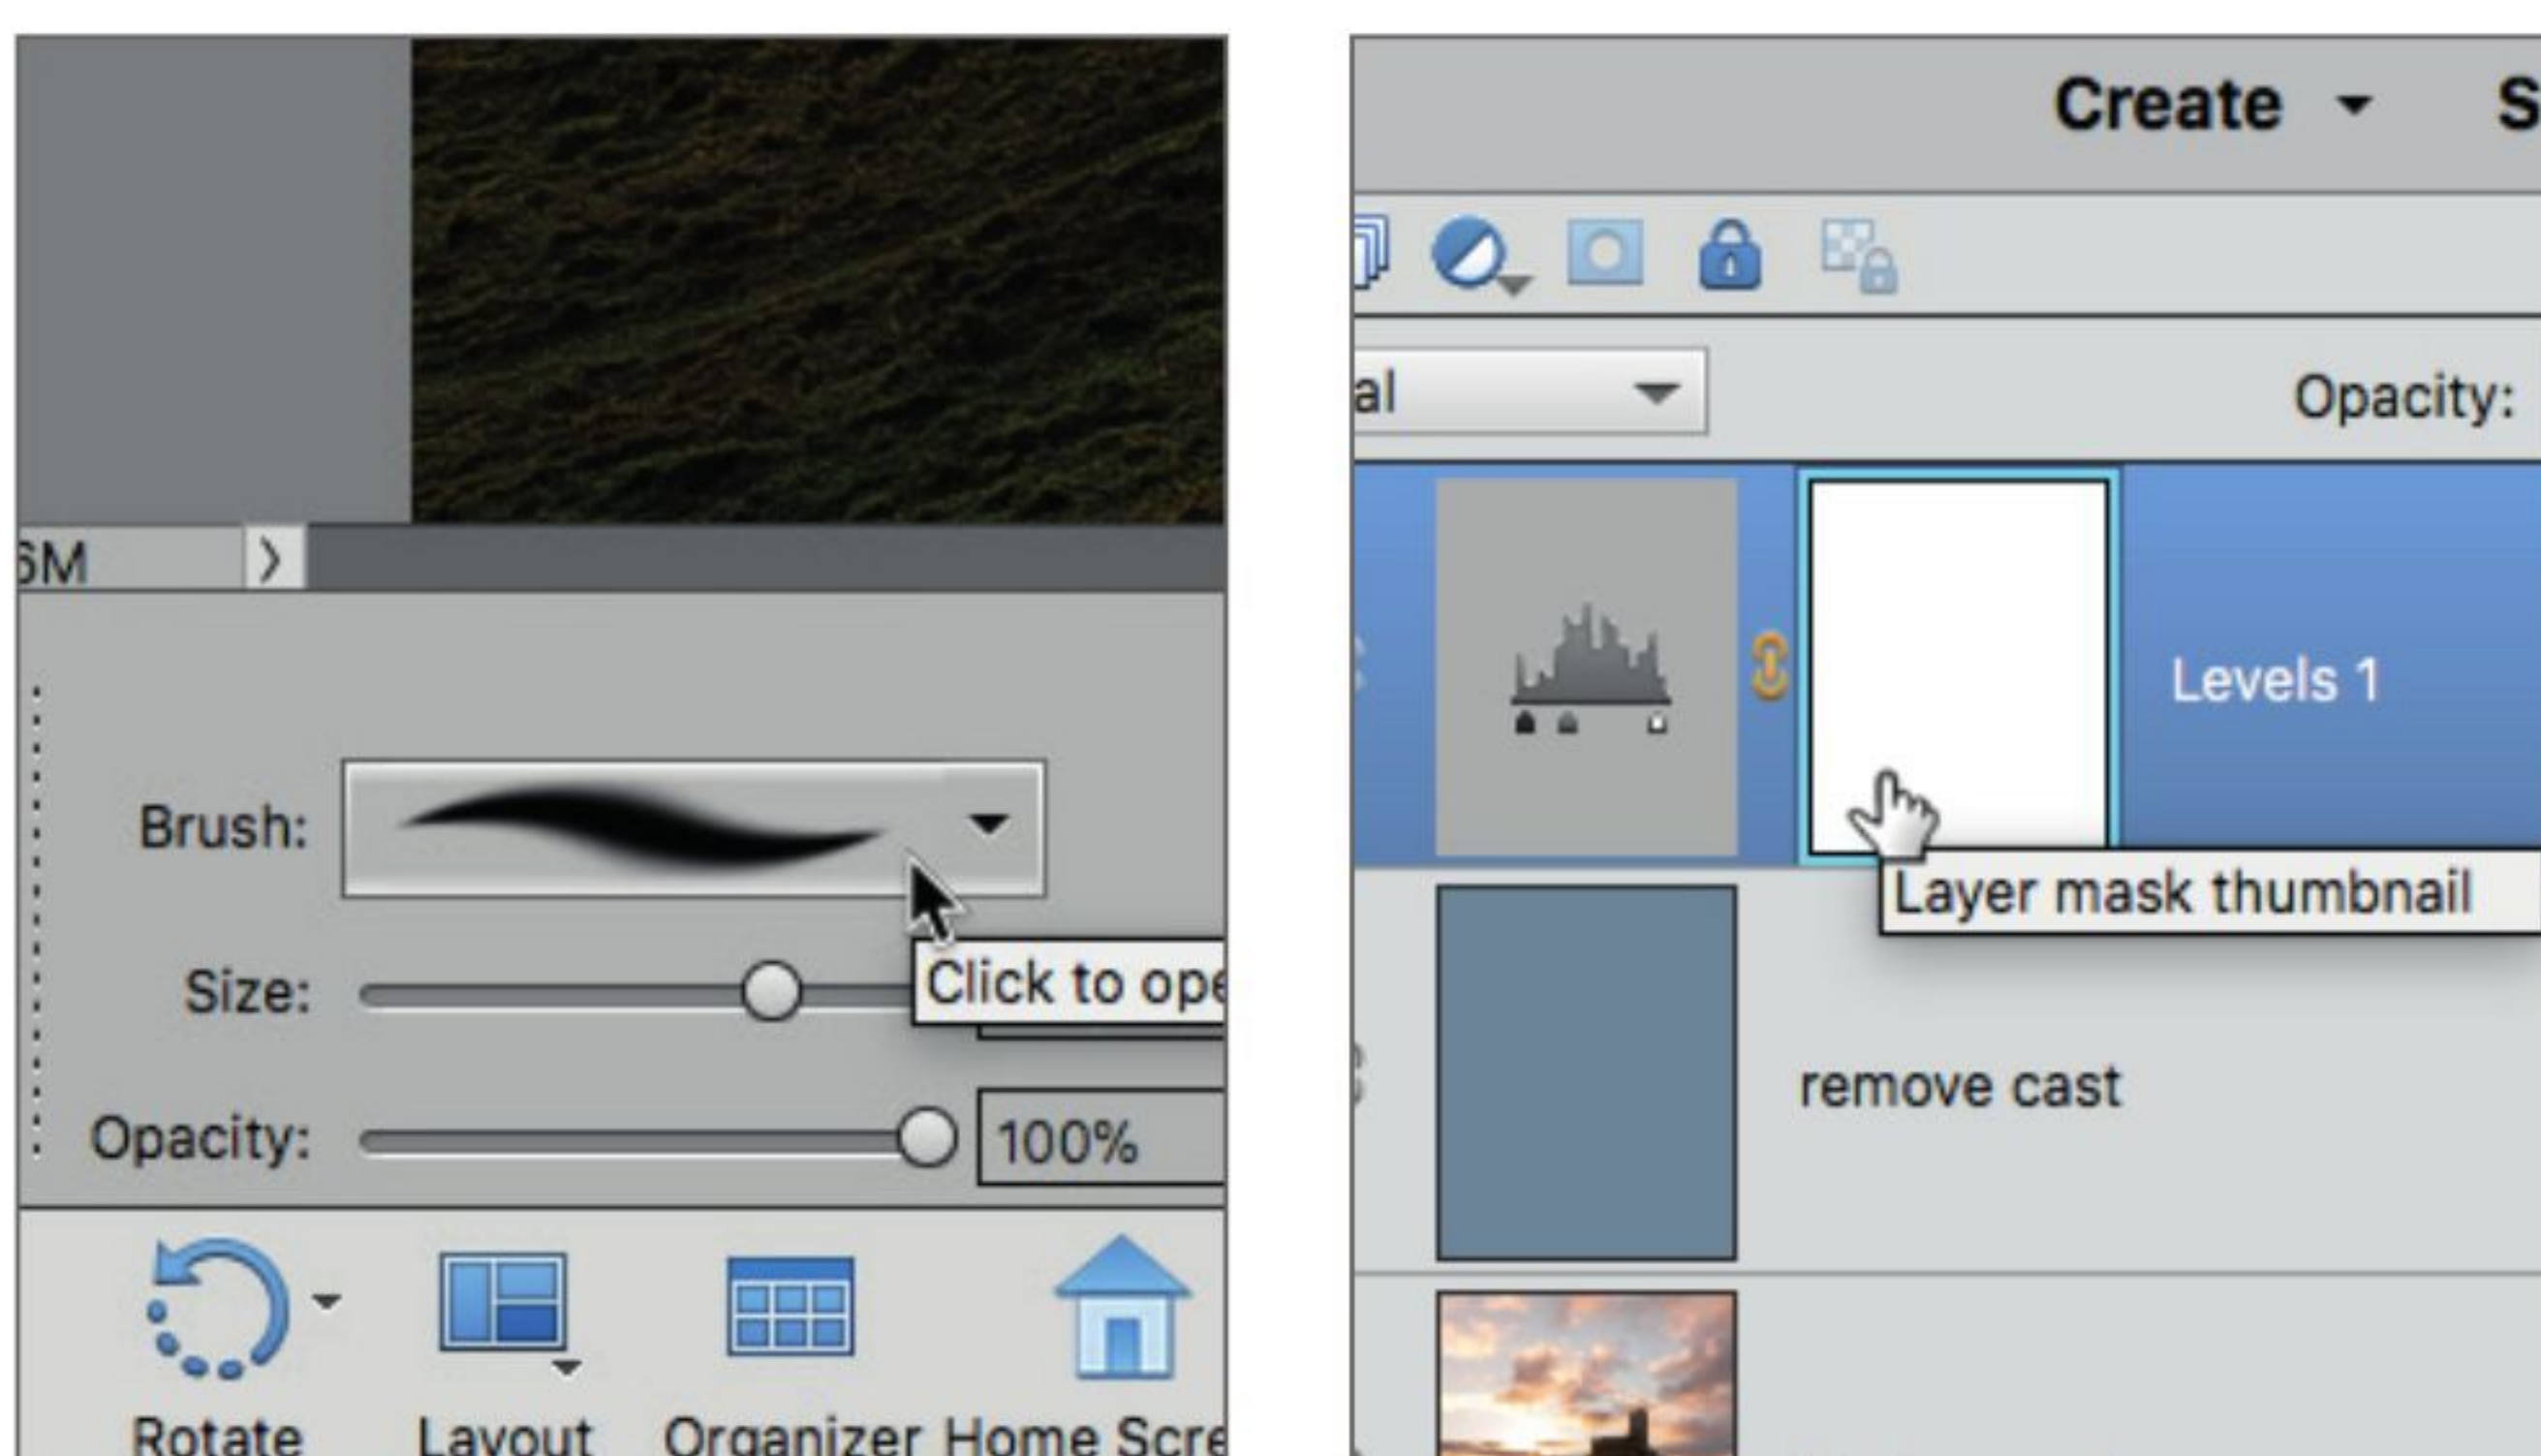 6M
Brush:
Size:
Click to ope
Opacity:
100%
Rotate
Layout
Organizer
Home Scre
Create
S
al
Opacity:
Levels 1
Layer mask thumbnail
remove cast